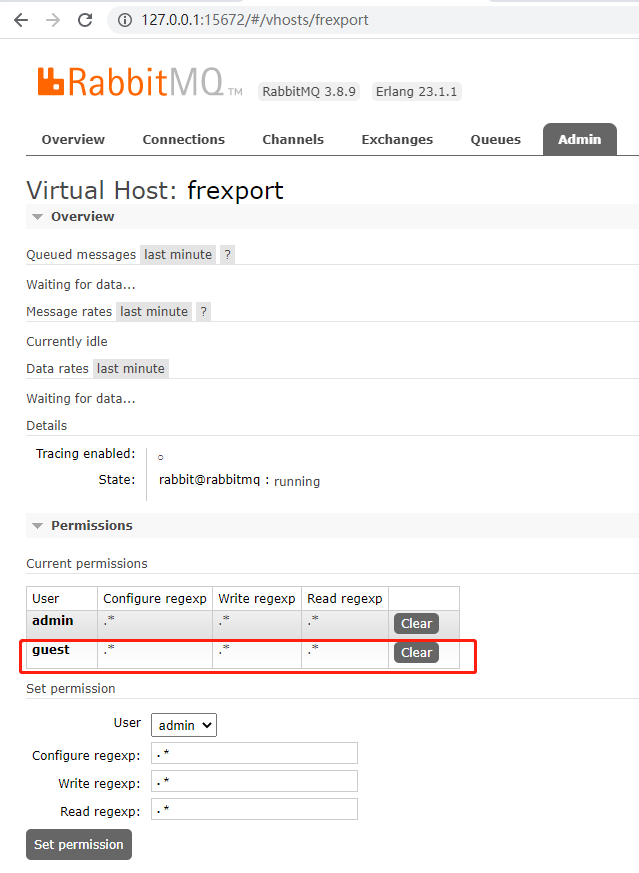 127.0.0.1:15672/#/vhosts/frexport
RabbitMQ TM RabbitMQ 3.8.9 Erlang 23.1.1
Overview Connections Channels Exchanges Queues Admin
Virtual Host: frexport
Overview
Queued messages last minute ?
Waiting for data...
Message rates last minute ?
Currently idle
Data rates last minute
Waiting for data...
Details
Tracing enabled: ○
State: rabbit@rabbitmq : running
Permissions
Current permissions
User Configure regexp Write regexp Read regexp
admin .* .* .* Clear
guest .* .* .* Clear
Set permission
User admin
Configure regexp: .*
Write regexp: .*
Read regexp: .*
Set permission